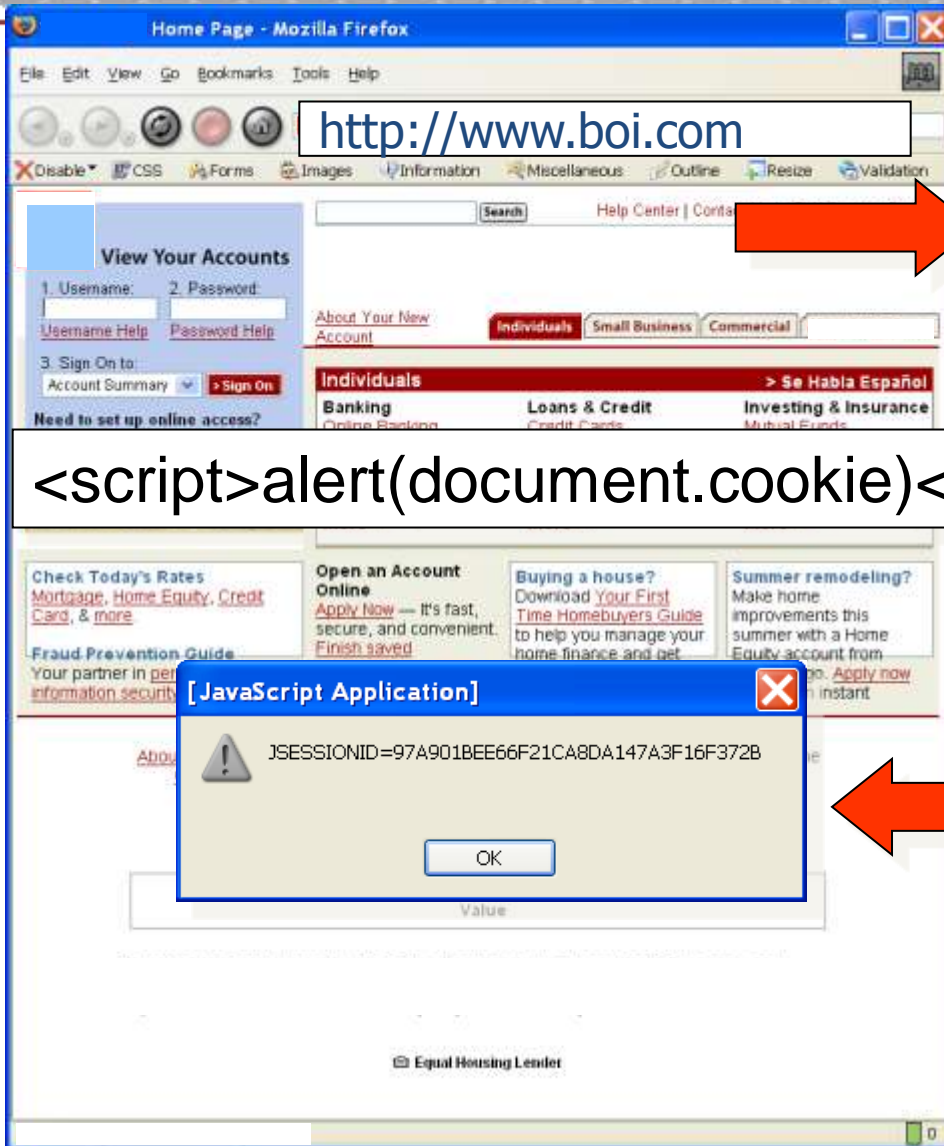 Home Page - Mozilla Firefox
File Edit View Go Bookmarks Tools Help
http://www.boi.com
Disable CSS Forms Images Information Miscellaneous Outline Resize Validation
Search Help Center |
View Your Accounts
1. Username: 2. Password:
Username Help Password Help
3. Sign On to:
Account Summary > Sign On
Need to set up online access?
About Your New
Account
Individuals Small Business Commercial
Individuals > Se Habla Español
Banking Loans & Credit Investing & Insurance
Online Banking Credit Cards Mutual Funds
<script>alert(document.cookie)<
Check Today's Rates
Mortgage, Home Equity, Credit
Card, & more
Fraud Prevention Guide
Your partner in
information security
Open an Account
Online
Apply Now — It's fast,
secure, and convenient.
Finish saved
Buying a house?
Download Your First
Time Homebuyers Guide
to help you manage your
home finance and get
Summer remodeling?
Make home
improvements this
summer with a Home
Equity account from
Apply now
instant
[JavaScript Application]
JSESSIONID=97A901BEE66F21CA8DA147A3F16F372B
OK
Value
Equal Housing Lender
0